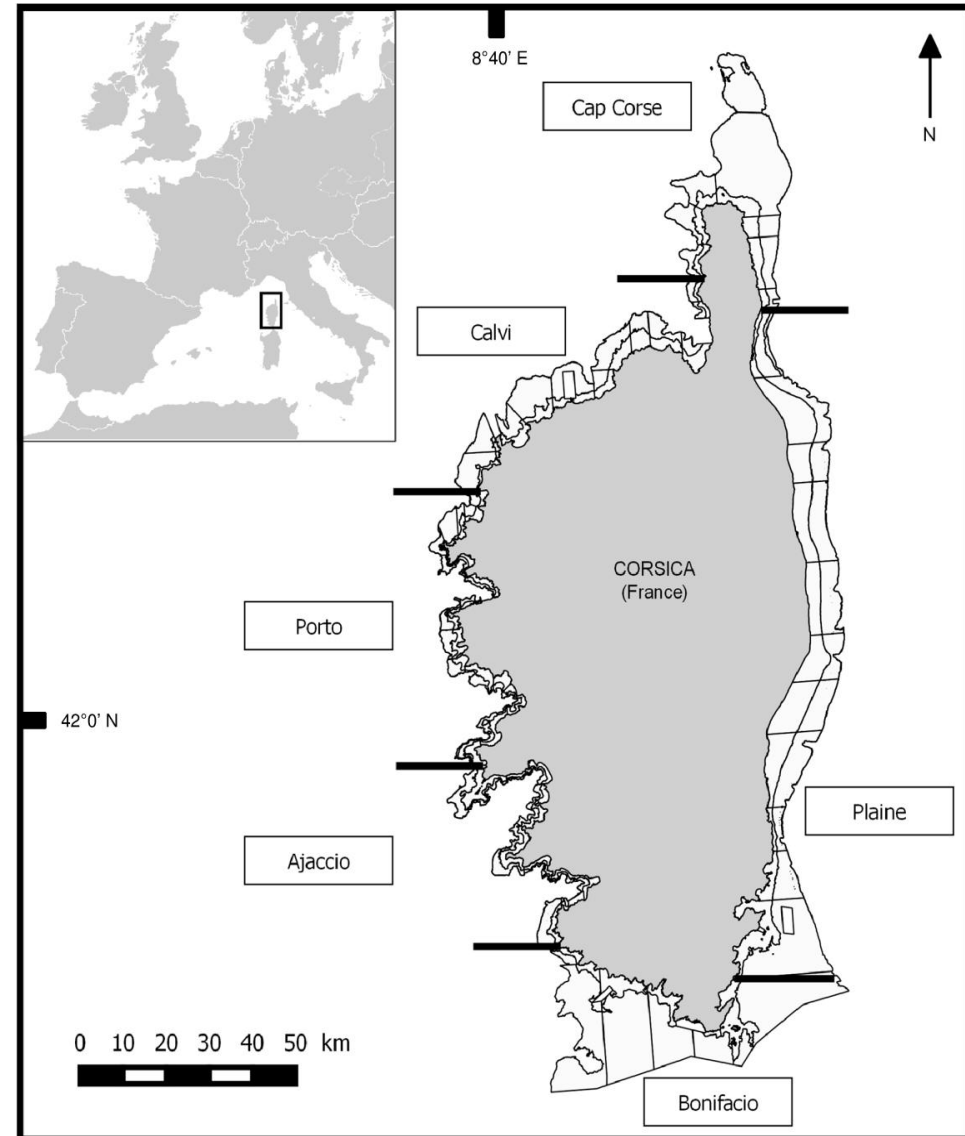 8°40' E
Cap Corse
N
Calvi
CORSICA
(France)
Porto
42°0' N
Plaine
Ajaccio
0 10 20 30 40 50 km
Bonifacio